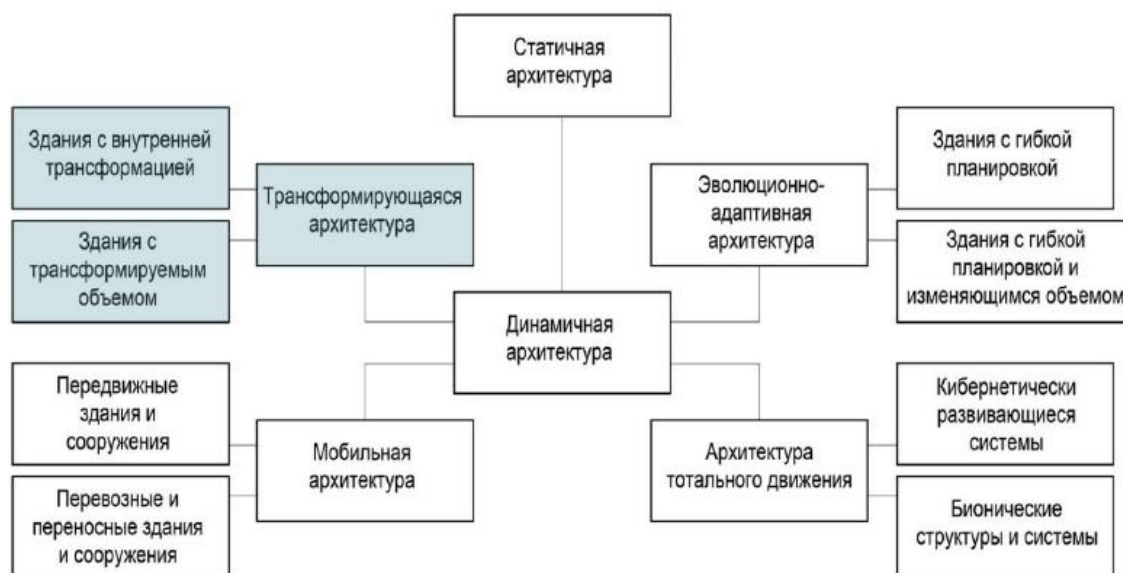 Статичная
архитектура
Здания с внутренней
трансформацией
Трансформирующаяся
архитектура
Здания с
трансформируемым
объемом
Эволюционно-
адаптивная
архитектура
Здания с гибкой
планировкой
Здания с гибкой
планировкой и
изменяющимся объемом
Динамичная
архитектура
Передвижные
здания и
сооружения
Мобильная
архитектура
Перевозные и
переносные здания
и сооружения
Архитектура
тотального движения
Кибернетически
развивающиеся
системы
Бионические
структуры и системы